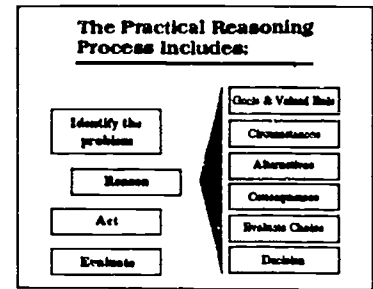 The Practical Reasoning
Process Includes:
Identify the
problem
Reason
Act
Evaluate
Goals & Valued Ends
Circumstances
Alternatives
Consequences
Evaluate Choice
Decision